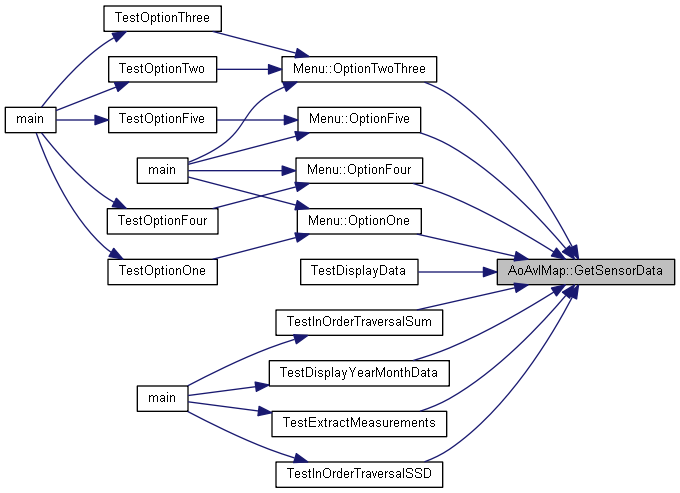 TestOptionThree
TestOptionTwo
Menu::OptionTwoThree
main
TestOptionFive
Menu::OptionFive
main
Menu::OptionFour
TestOptionFour
Menu::OptionOne
TestOptionOne
TestDisplayData
AoAvlMap::GetSensorData
TestInOrderTraversalSum
TestDisplayYearMonthData
main
TestExtractMeasurements
TestInOrderTraversalSSD